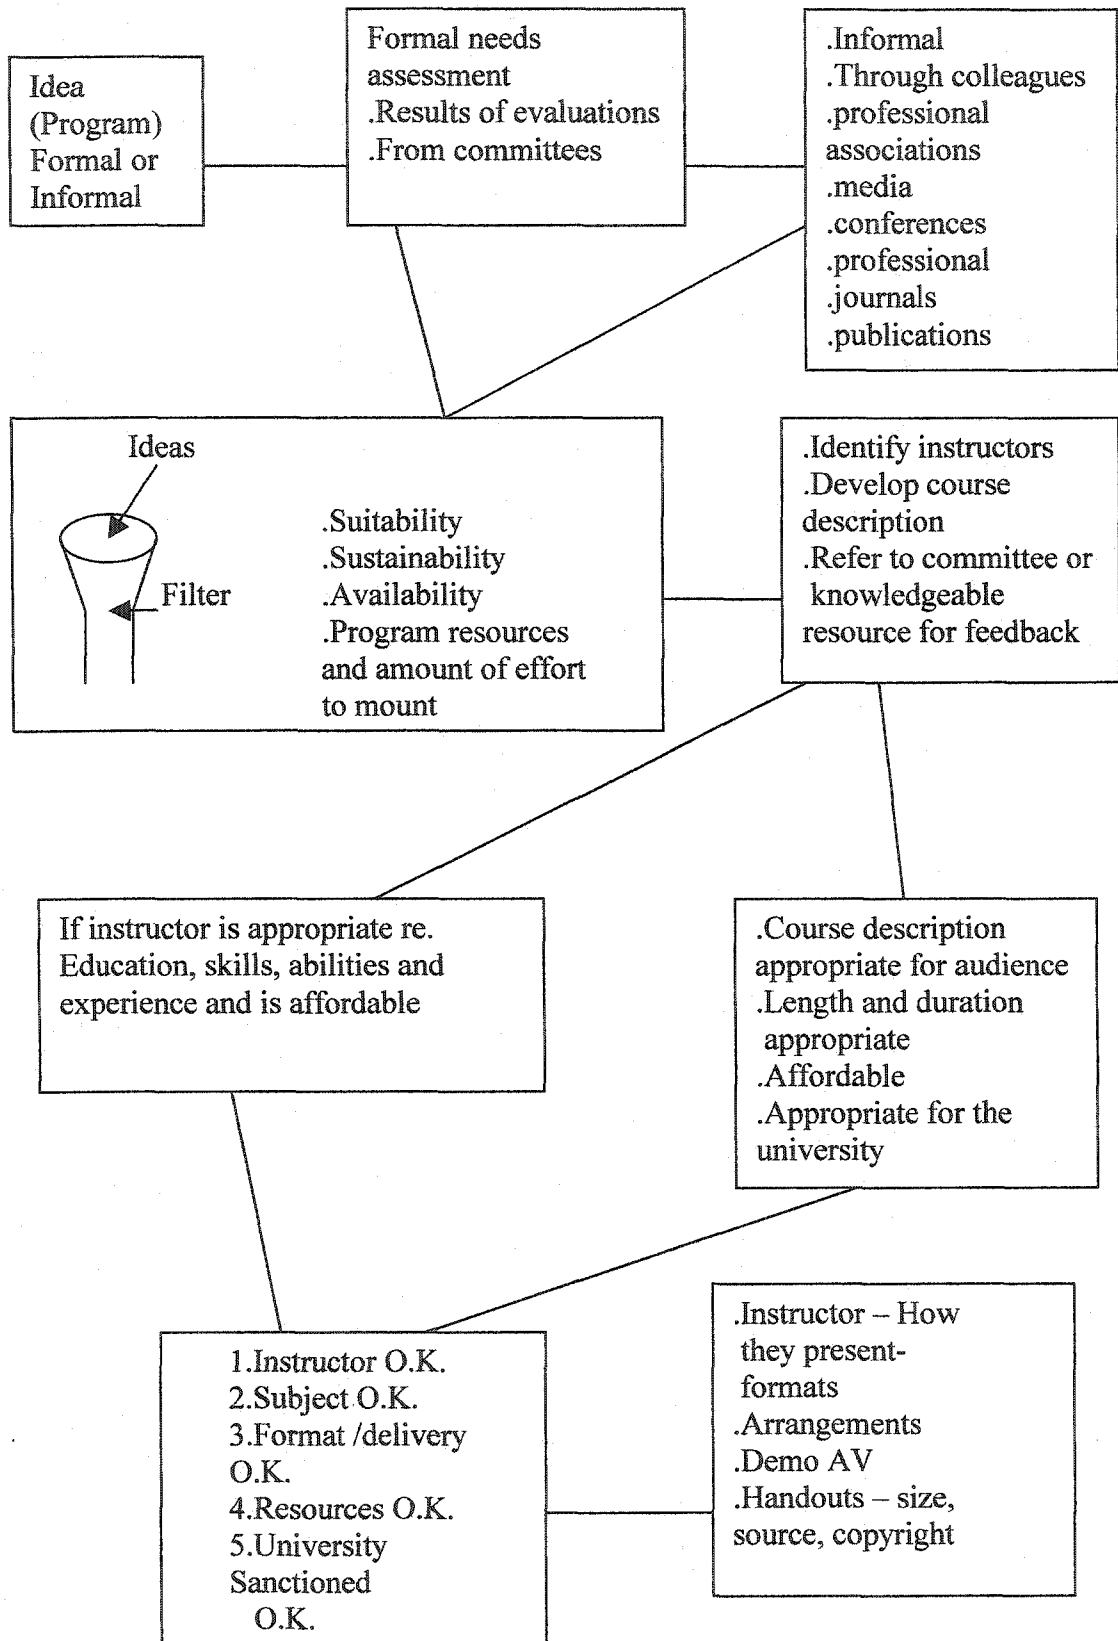 Idea
(Program)
Formal or
Informal
Formal needs
assessment
.Results of evaluations
.From committees
.Informal
.Through colleagues
.professional
associations
.media
.conferences
.professional
.journals
.publications
Ideas
Filter
.Suitability
.Sustainability
.Availability
.Program resources
and amount of effort
to mount
.Identify instructors
.Develop course
description
.Refer to committee or
knowledgeable
resource for feedback
If instructor is appropriate re.
Education, skills, abilities and
experience and is affordable
.Course description
appropriate for audience
.Length and duration
appropriate
.Affordable
.Appropriate for the
university
1.Instructor O.K.
2.Subject O.K.
3.Format /delivery
O.K.
4.Resources O.K.
5.University
Sanctioned
O.K.
.Instructor – How
they present-
formats
.Arrangements
.Demo AV
.Handouts – size,
source, copyright